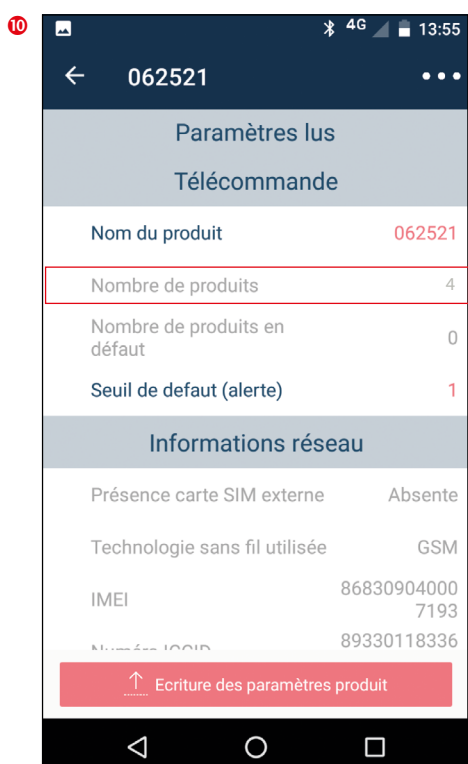 10
4G 13:55
062521
Paramètres lus
Télécommande
Nom du produit 062521
Nombre de produits 4
Nombre de produits en
défaut 0
Seuil de defaut (alerte) 1
Informations réseau
Présence carte SIM externe Absente
Technologie sans fil utilisée GSM
IMEI 86830904000
7193
Numéro ICCID 89330118336
Ecriture des paramètres produit